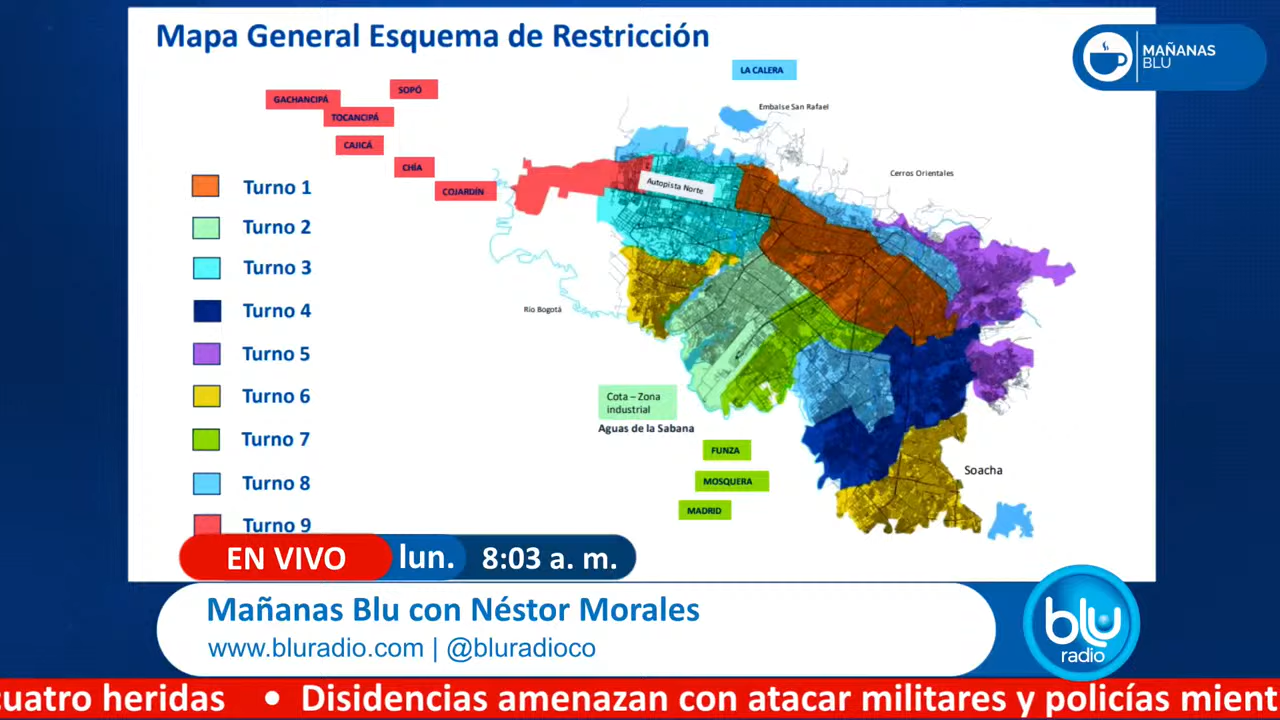 Mapa General Esquema de Restricción
MAÑANAS
BLU
LA CALERA
SOPÓ
GACHANCIPÁ
TOCANCIPÁ
CAJICÁ
CHÍA
COJARDÍN
Embalse San Rafael
Cerros Orientales
Autopista Norte
Turno 1
Turno 2
Turno 3
Turno 4
Turno 5
Turno 6
Turno 7
Turno 8
Turno 9
Río Bogotá
Cota – Zona
industrial
Aguas de la Sabana
FUNZA
MOSQUERA
MADRID
Soacha
EN VIVO lun. 8:03 a. m.
Mañanas Blu con Néstor Morales
www.bluradio.com | @bluradioco
blu
radio
cuatro heridas • Disidencias amenazan con atacar militares y policías mient